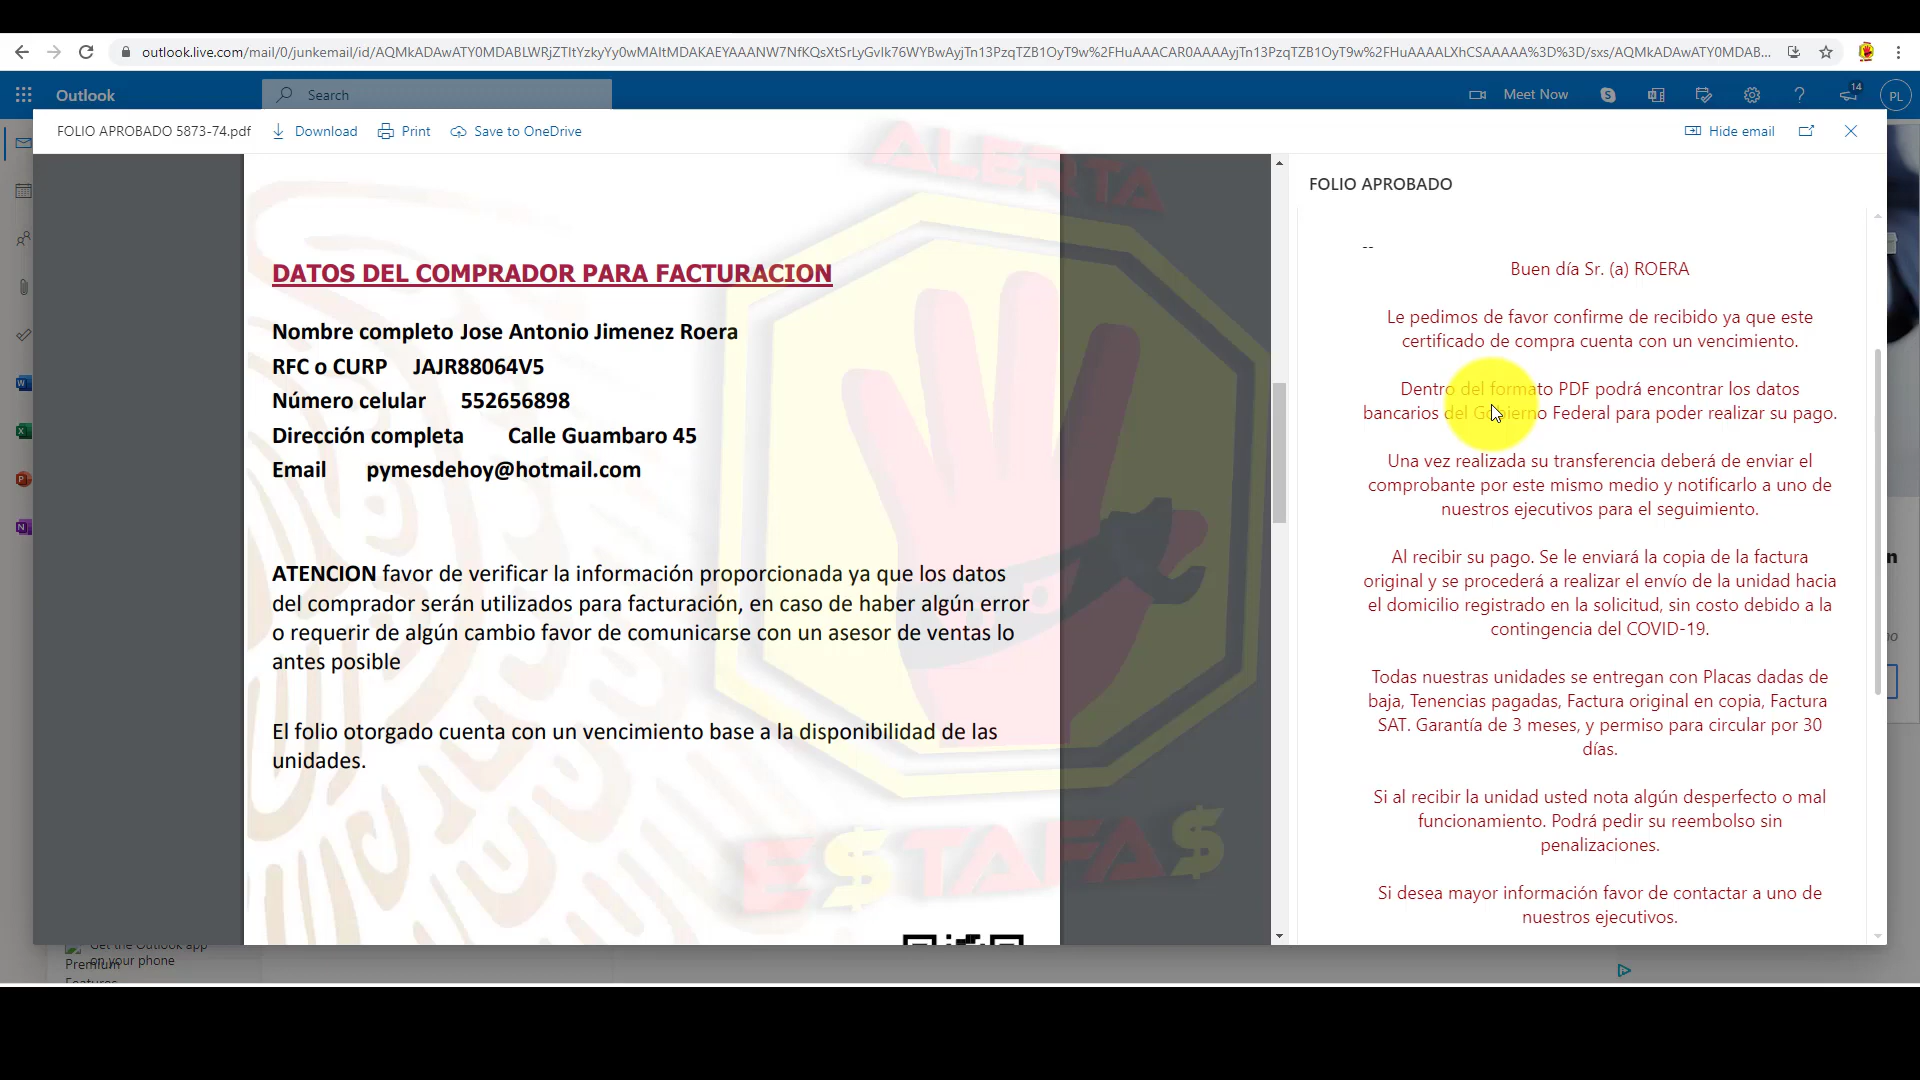 outlook.live.com/mail/0/junkemail/id/AQMkADAwATY0MDABLWRjZTItYzkyYy0wMAItMDAKAEYAAANW7NfKQsXtSrLyGvlk76WYBwAyjTn13PzqTZB1OyT9w%2FHuAAACAR0AAAAyjTn13PzqTZB1OyT9w%2FHuAAAALXhCSAAAAA%3D%3D/sxs/AQMkADAwATY0MDAB...
Outlook
Search
Meet Now
14
PL
FOLIO APROBADO 5873-74.pdf
Download
Print
Save to OneDrive
Hide email
ALERTA
DATOS DEL COMPRADOR PARA FACTURACION
Nombre completo Jose Antonio Jimenez Roera
RFC o CURP JAJR88064V5
Número celular 552656898
Dirección completa Calle Guambaro 45
Email pymesdehoy@hotmail.com
ATENCION favor de verificar la información proporcionada ya que los datos
del comprador serán utilizados para facturación, en caso de haber algún error
o requerir de algún cambio favor de comunicarse con un asesor de ventas lo
antes posible
El folio otorgado cuenta con un vencimiento base a la disponibilidad de las
unidades.
E$TAFA$
FOLIO APROBADO
--
Buen día Sr. (a) ROERA
Le pedimos de favor confirme de recibido ya que este
certificado de compra cuenta con un vencimiento.
Dentro del formato PDF podrá encontrar los datos
bancarios del Gobierno Federal para poder realizar su pago.
Una vez realizada su transferencia deberá de enviar el
comprobante por este mismo medio y notificarlo a uno de
nuestros ejecutivos para el seguimiento.
Al recibir su pago. Se le enviará la copia de la factura
original y se procederá a realizar el envío de la unidad hacia
el domicilio registrado en la solicitud, sin costo debido a la
contingencia del COVID-19.
Todas nuestras unidades se entregan con Placas dadas de
baja, Tenencias pagadas, Factura original en copia, Factura
SAT. Garantía de 3 meses, y permiso para circular por 30
días.
Si al recibir la unidad usted nota algún desperfecto o mal
funcionamiento. Podrá pedir su reembolso sin
penalizaciones.
Si desea mayor información favor de contactar a uno de
nuestros ejecutivos.
Get the Outlook app
on your phone
Premium